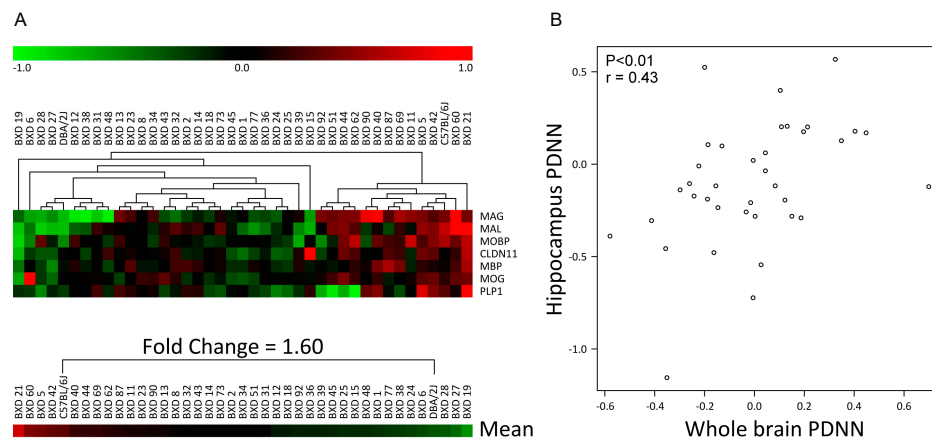 A
-1.0 0.0 1.0
BXD 19
BXD 6
BXD 28
BXD 27
DBA/2J
BXD 12
BXD 38
BXD 31
BXD 48
BXD 13
BXD 23
BXD 8
BXD 34
BXD 43
BXD 32
BXD 2
BXD 14
BXD 18
BXD 73
BXD 45
BXD 1
BXD 77
BXD 36
BXD 24
BXD 25
BXD 39
BXD 15
BXD 92
BXD 51
BXD 44
BXD 62
BXD 90
BXD 40
BXD 87
BXD 69
BXD 11
BXD 5
BXD 42
C57BL/6J
BXD 60
BXD 21
MAG
MAL
MOBP
CLDN11
MBP
MOG
PLP1
Fold Change = 1.60
BXD 21
BXD 60
BXD 5
BXD 42
C57BL/6J
BXD 40
BXD 44
BXD 69
BXD 62
BXD 87
BXD 11
BXD 23
BXD 90
BXD 13
BXD 8
BXD 32
BXD 43
BXD 14
BXD 73
BXD 2
BXD 34
BXD 51
BXD 31
BXD 12
BXD 18
BXD 92
BXD 36
BXD 39
BXD 45
BXD 25
BXD 15
BXD 48
BXD 1
BXD 77
BXD 38
BXD 24
BXD 6
DBA/2J
BXD 28
BXD 27
BXD 19
Mean
B
P<0.01
r = 0.43
Hippocampus PDNN
0.5
0.0
-0.5
-1.0
-0.6 -0.4 -0.2 0.0 0.2 0.4 0.6
Whole brain PDNN